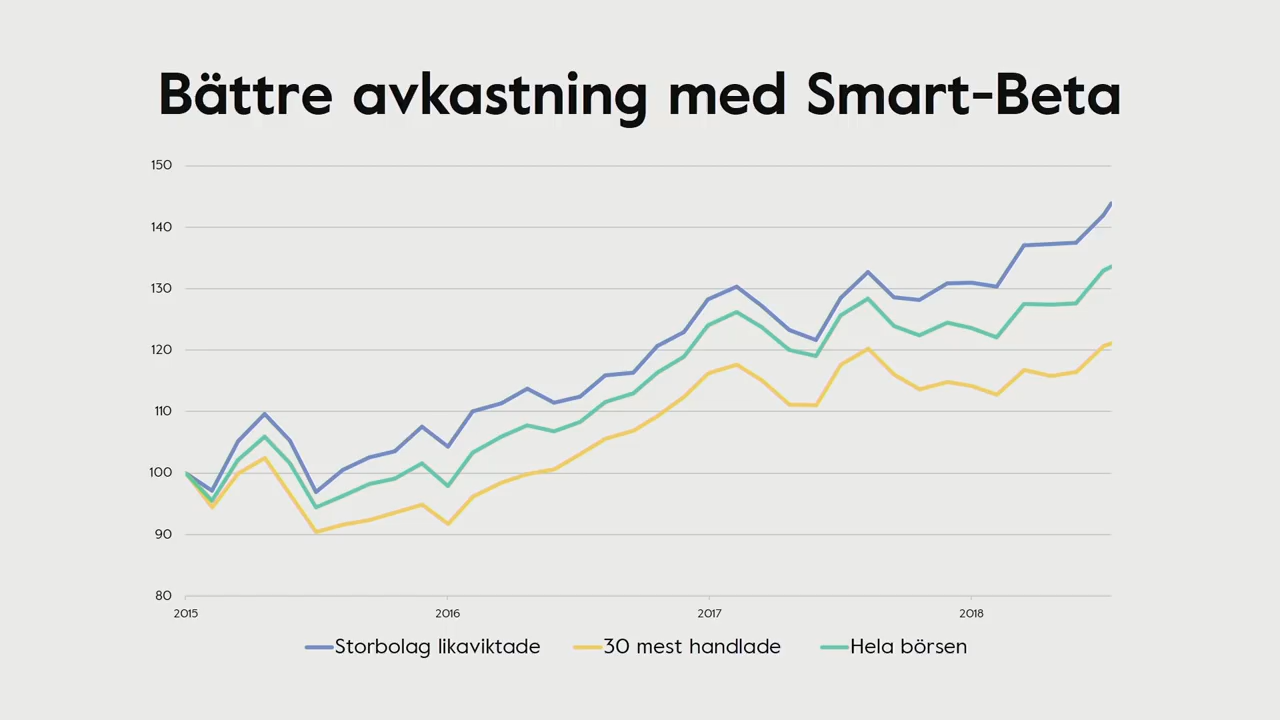 Bättre avkastning med Smart-Beta
150
140
130
120
110
100
90
80
2015 2016 2017 2018
Storbolag likaviktade 30 mest handlade Hela börsen